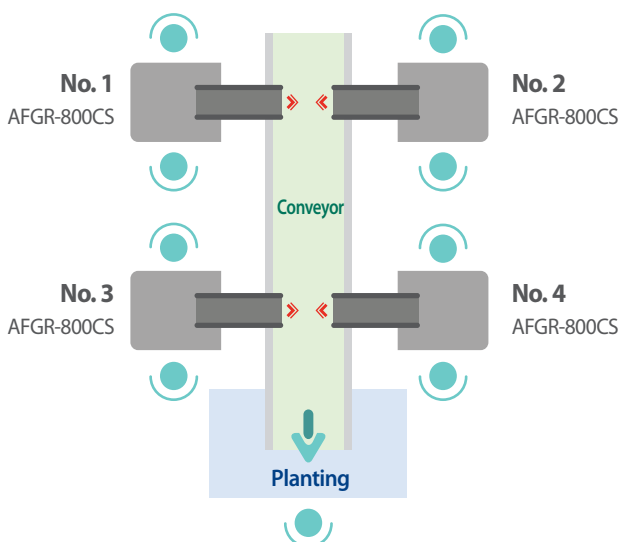 No. 1
AFGR-800CS
No. 2
AFGR-800CS
Conveyor
No. 3
AFGR-800CS
No. 4
AFGR-800CS
Planting